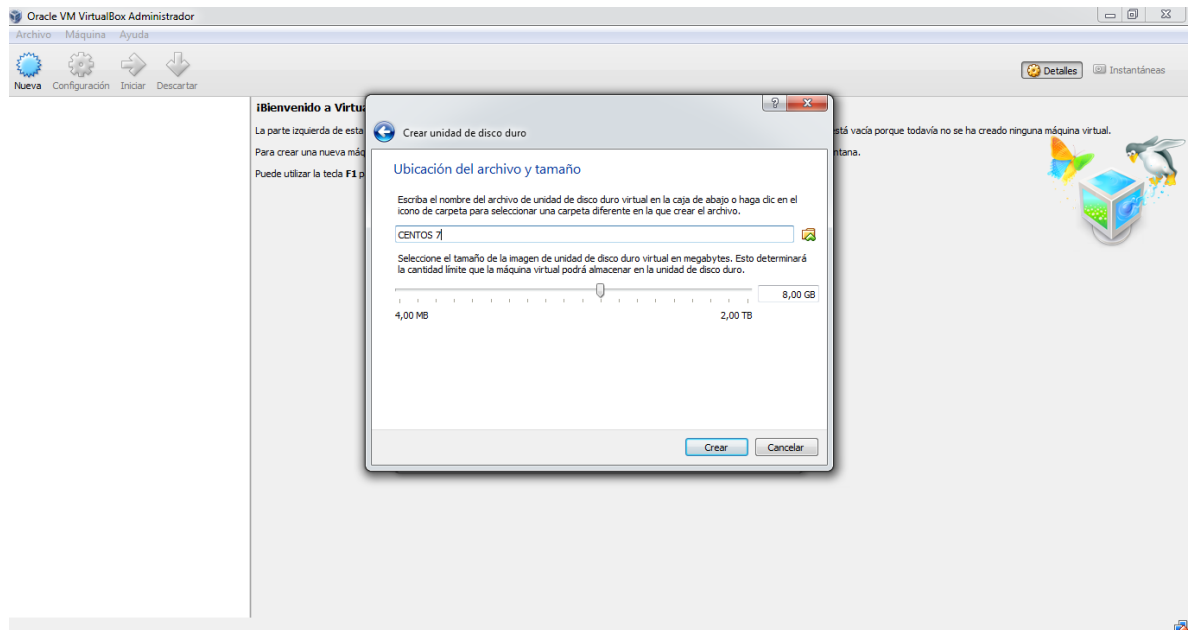 Oracle VM VirtualBox Administrador
Archivo Máquina Ayuda
Nueva Configuración Iniciar Descartar
Detalles Instantáneas
¡Bienvenido a Virtu
La parte izquierda de esta
stá vacía porque todavía no se ha creado ninguna máquina virtual.
Para crear una nueva máq
ntana.
Puede utilizar la tecla F1 p
Crear unidad de disco duro
Ubicación del archivo y tamaño
Escriba el nombre del archivo de unidad de disco duro virtual en la caja de abajo o haga clic en el
icono de carpeta para seleccionar una carpeta diferente en la que crear el archivo.
CENTOS 7
Seleccione el tamaño de la imagen de unidad de disco duro virtual en megabytes. Esto determinará
la cantidad límite que la máquina virtual podrá almacenar en la unidad de disco duro.
8,00 GB
4,00 MB 2,00 TB
Crear Cancelar